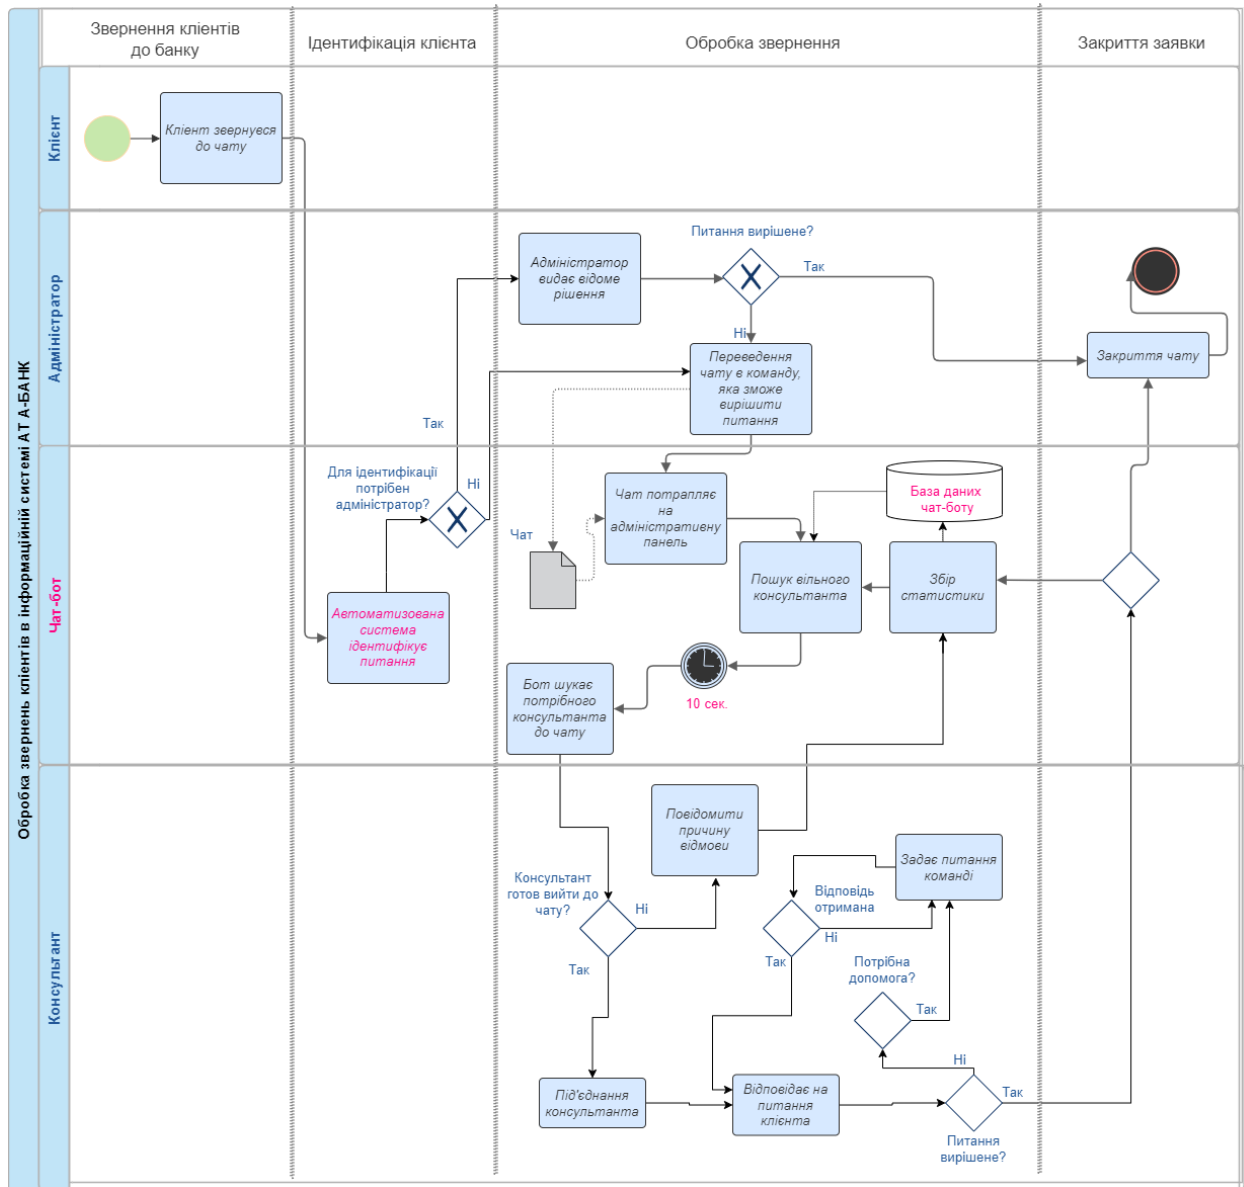 Звернення кліентів
до банку
Ідентифікація клієнта
Обробка звернення
Закриття заявки
Обробка звернень клієнтів в інформаційній системі АТ А-БАНК
Клієнт
Клієнт звернувся
до чату
Адміністратор
Адміністратор
видає відоме
рішення
Питання вирішене?
Так
Ні
Переведення
чату в команду,
яка зможе
вирішити
питання
Закриття чату
Так
Чат-бот
Для ідентифікації
потрібен
адміністратор?
Ні
Автоматизована
система
ідентифікує
питання
Чат
Чат потрапляє
на
адміністративну
панель
База даних
чат-боту
Пошук вільного
консультанта
Збір
статистики
10 сек.
Бот шукає
потрібного
консультанта
до чату
Консультант
Повідомити
причину
відмови
Консультант
готов вийти до
чату?
Ні
Так
Задає питання
команді
Відповідь
отримана
Ні
Так
Потрібна
допомога?
Так
Ні
Під'єднання
консультанта
Відповідає на
питання
клієнта
Так
Питання
вирішене?